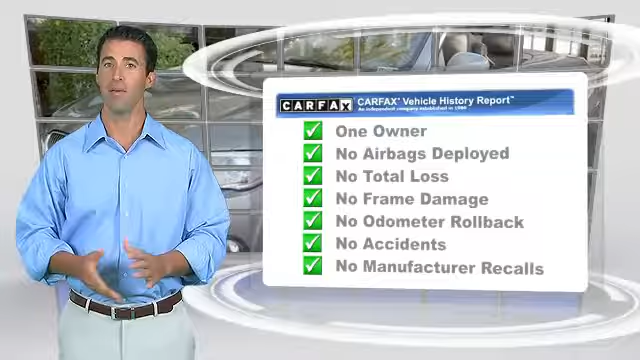 CARFAX CARFAX™ Vehicle History Report™
An independent company established in 1986
One Owner
No Airbags Deployed
No Total Loss
No Frame Damage
No Odometer Rollback
No Accidents
No Manufacturer Recalls